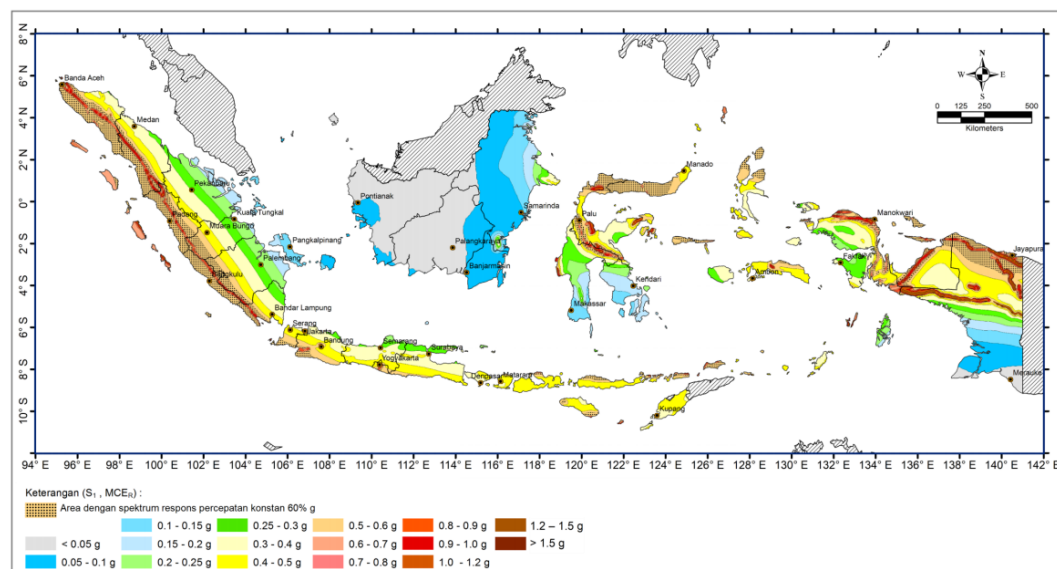 8° N
6° N
4° N
2° N
0°
2° S
4° S
6° S
8° S
10° S
Banda Aceh
Medan
Pekanbaru
Padang
Kuala Tungkal
Muara Bungo
Pangkalpinang
Palembang
Bengkulu
Bandar Lampung
Serang
Jakarta
Bandung
Semarang
Surabaya
Yogyakarta
Denpasar
Mataram
Kupang
Pontianak
Samarinda
Palangkaraya
Banjarmasin
Manado
Palu
Kendari
Makassar
Ambon
Manokwari
Fakfak
Jayapura
Merauke
N
W
E
S
0 125 250 500
Kilometers
94° E 96° E 98° E 100° E 102° E 104° E 106° E 108° E 110° E 112° E 114° E 116° E 118° E 120° E 122° E 124° E 126° E 128° E 130° E 132° E 134° E 136° E 138° E 140° E 142° E
Keterangan (S₁ , MCEᵣ) :
Area dengan spektrum respons percepatan konstan 60% g
0.1 - 0.15 g 0.25 - 0.3 g 0.5 - 0.6 g 0.8 - 0.9 g 1.2 – 1.5 g
< 0.05 g 0.15 - 0.2 g 0.3 - 0.4 g 0.6 - 0.7 g 0.9 - 1.0 g > 1.5 g
0.05 - 0.1 g 0.2 - 0.25 g 0.4 - 0.5 g 0.7 - 0.8 g 1.0 - 1.2 g